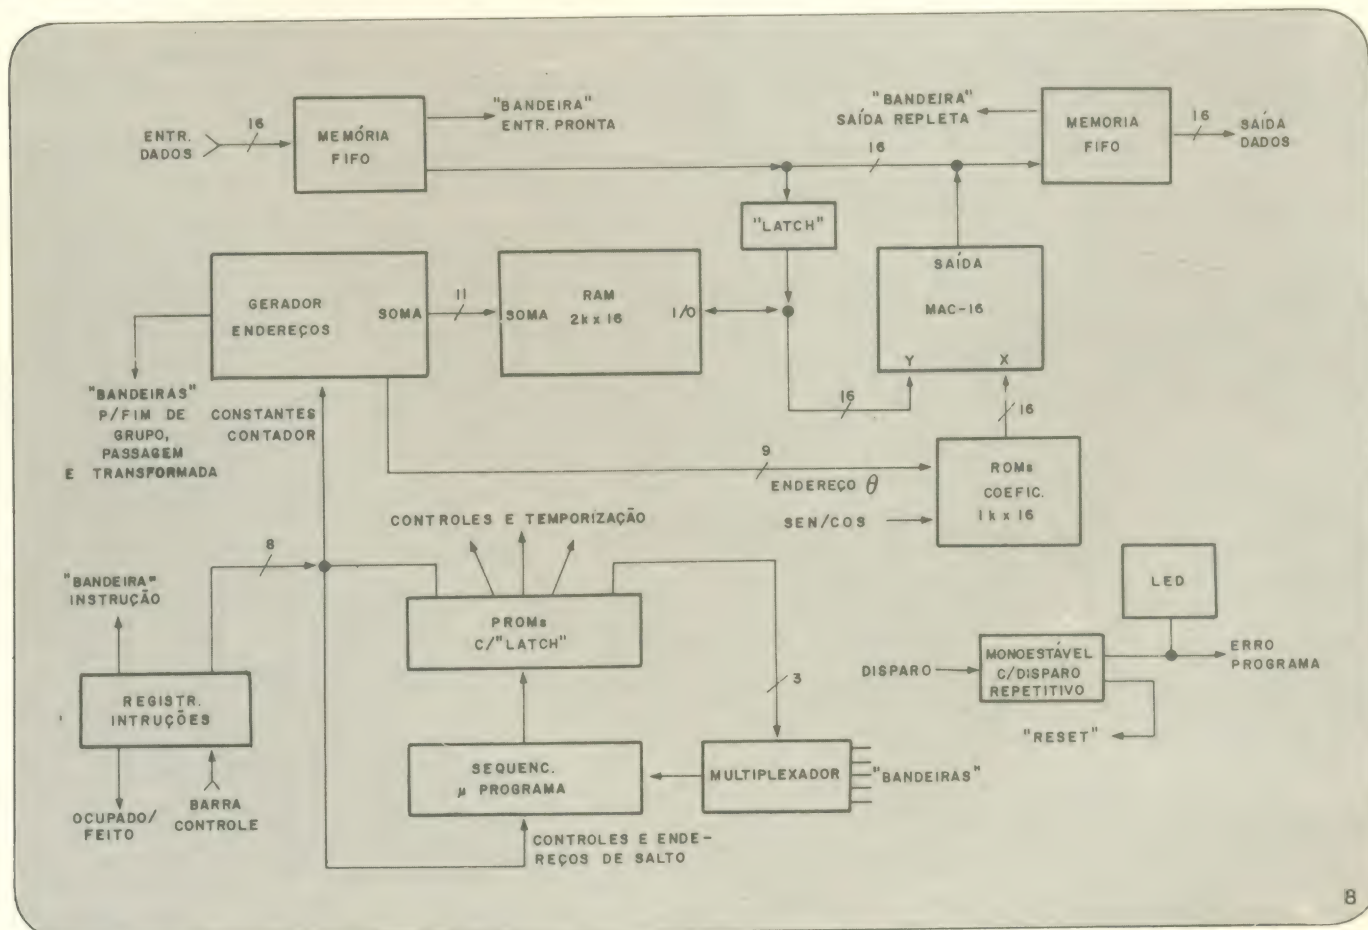 ENTR.
DADOS
16
MEMÓRIA
FIFO
"BANDEIRA"
ENTR. PRONTA
"BANDEIRA"
SAÍDA REPLETA
16
MEMORIA
FIFO
16
SAÍDA
DADOS
"LATCH"
GERADOR
ENDEREÇOS
SOMA
11
SOMA
RAM
2k x 16
I/O
SAÍDA
MAC-16
Y
X
16
16
"BANDEIRAS"
P/FIM DE
GRUPO,
PASSAGEM
E TRANSFORMADA
CONSTANTES
CONTADOR
9
ENDEREÇO θ
SEN/COS
ROMs
COEFIC.
1k x 16
CONTROLES E TEMPORIZAÇÃO
8
"BANDEIRA"
INSTRUÇÃO
PROMs
C/"LATCH"
3
LED
DISPARO
MONOESTÁVEL
C/DISPARO
REPETITIVO
ERRO
PROGRAMA
"RESET"
REGISTR.
INTRUÇÕES
SEQUENC.
μ PROGRAMA
MULTIPLEXADOR
"BANDEIRAS"
OCUPADO/
FEITO
BARRA
CONTROLE
CONTROLES E ENDE-
REÇOS DE SALTO
8